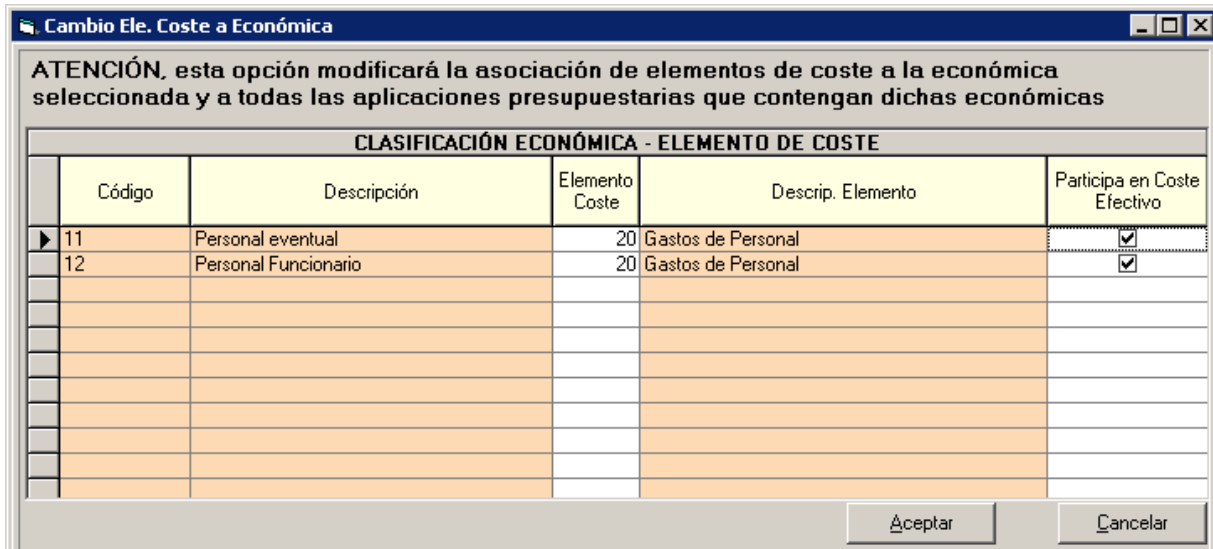 Cambio Ele. Coste a Económica
ATENCIÓN, esta opción modificará la asociación de elementos de coste a la económica
seleccionada y a todas las aplicaciones presupuestarias que contengan dichas económicas
CLASIFICACIÓN ECONÓMICA - ELEMENTO DE COSTE
Código Descripción Elemento Coste Descrip. Elemento Participa en Coste Efectivo
11 Personal eventual 20 Gastos de Personal
12 Personal Funcionario 20 Gastos de Personal
Aceptar Cancelar